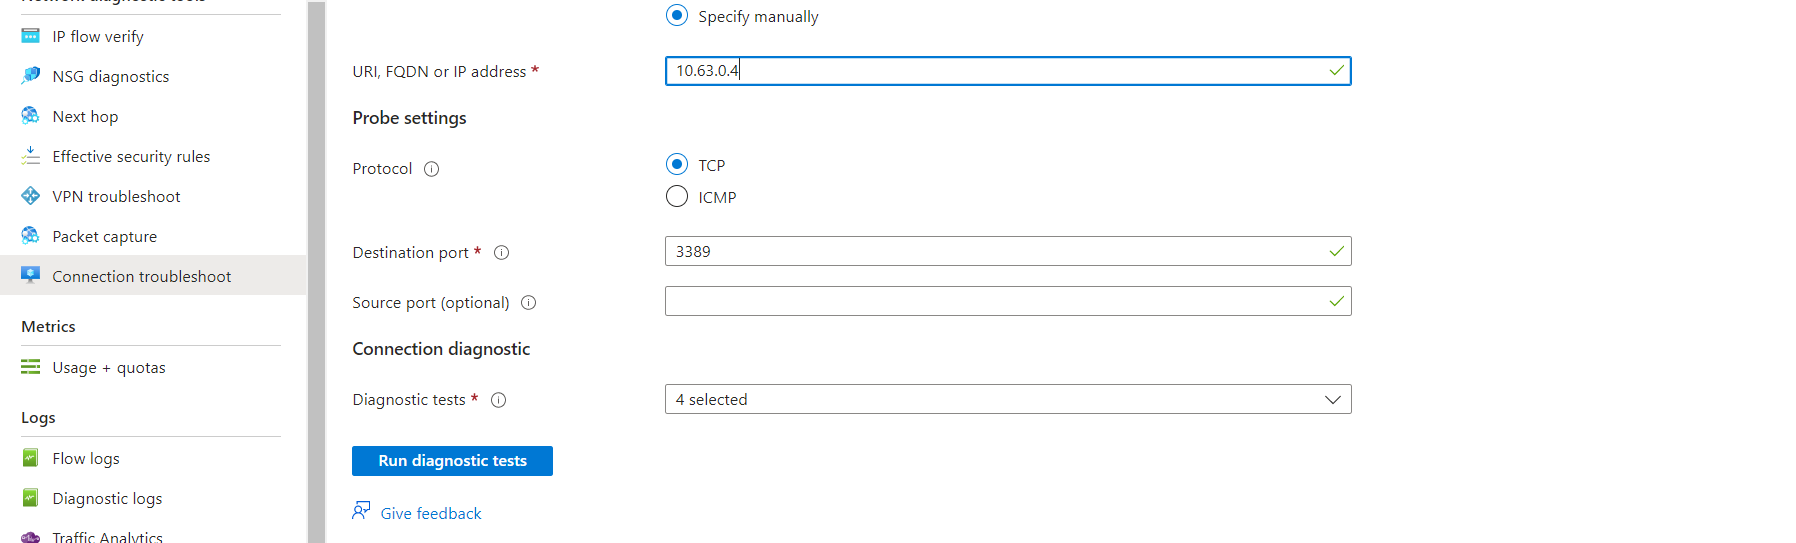 Network diagnostic tools
IP flow verify
NSG diagnostics
Next hop
Effective security rules
VPN troubleshoot
Packet capture
Connection troubleshoot
Metrics
Usage + quotas
Logs
Flow logs
Diagnostic logs
Traffic Analytics
Specify manually
URI, FQDN or IP address *
10.63.0.4
Probe settings
Protocol
TCP
ICMP
Destination port *
3389
Source port (optional)
Connection diagnostic
Diagnostic tests *
4 selected
Run diagnostic tests
Give feedback